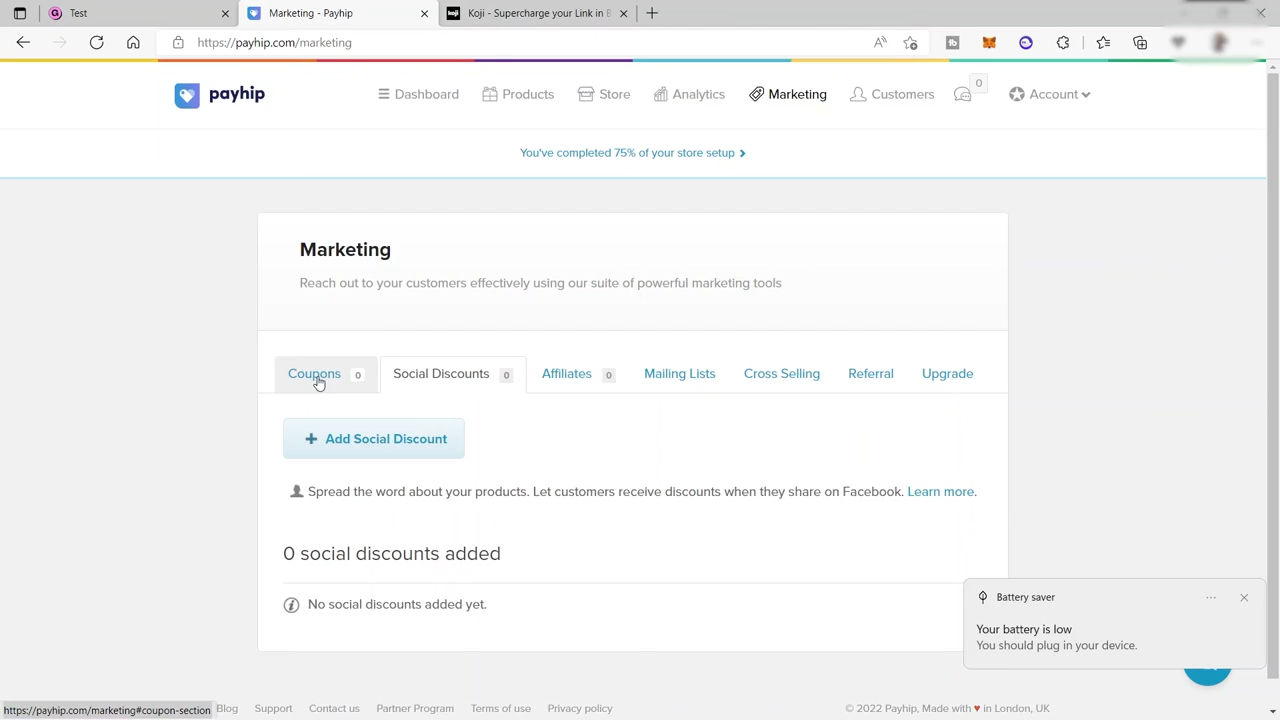 Test
Marketing - Payhip
Koji - Supercharge your Link in B
https://payhip.com/marketing
payhip
Dashboard
Products
Store
Analytics
Marketing
Customers
0
Account
You've completed 75% of your store setup
Marketing
Reach out to your customers effectively using our suite of powerful marketing tools
Coupons 0
Social Discounts 0
Affiliates 0
Mailing Lists
Cross Selling
Referral
Upgrade
+ Add Social Discount
Spread the word about your products. Let customers receive discounts when they share on Facebook. Learn more.
0 social discounts added
No social discounts added yet.
Battery saver
Your battery is low
You should plug in your device.
https://payhip.com/marketing#coupon-section
Blog
Support
Contact us
Partner Program
Terms of use
Privacy policy
© 2022 Payhip, Made with ♥ in London, UK